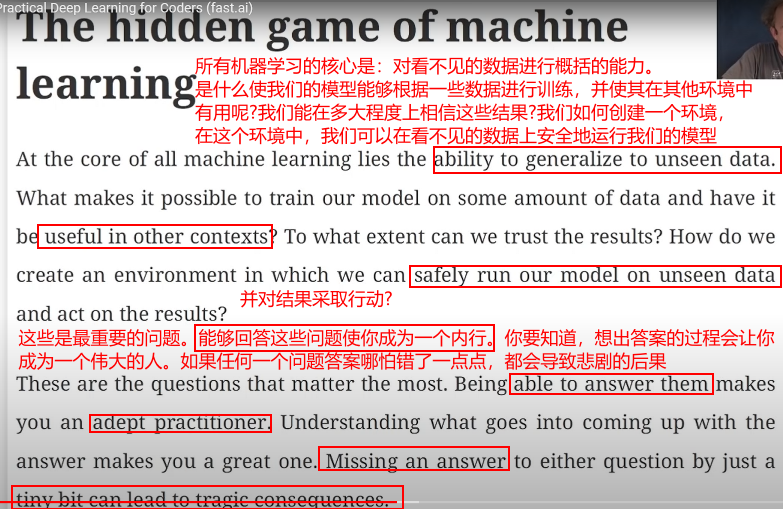 Practical Deep Learning for Coders (fast.ai)
The hidden game of machine
learning
所有机器学习的核心是：对看不见的数据进行概括的能力。
是什么使我们的模型能够根据一些数据进行训练，并使其在其他环境中
有用呢?我们能在多大程度上相信这些结果?我们如何创建一个环境，
在这个环境中，我们可以在看不见的数据上安全地运行我们的模型
At the core of all machine learning lies the ability to generalize to unseen data.
What makes it possible to train our model on some amount of data and have it
be useful in other contexts? To what extent can we trust the results? How do we
create an environment in which we can safely run our model on unseen data
并对结果采取行动?
and act on the results?
这些是最重要的问题。能够回答这些问题使你成为一个内行。你要知道，想出答案的过程会让你
成为一个伟大的人。如果任何一个问题答案哪怕错了一点点，都会导致悲剧的后果
These are the questions that matter the most. Being able to answer them makes
you an adept practitioner. Understanding what goes into coming up with the
answer makes you a great one. Missing an answer to either question by just a
tiny bit can lead to tragic consequences.